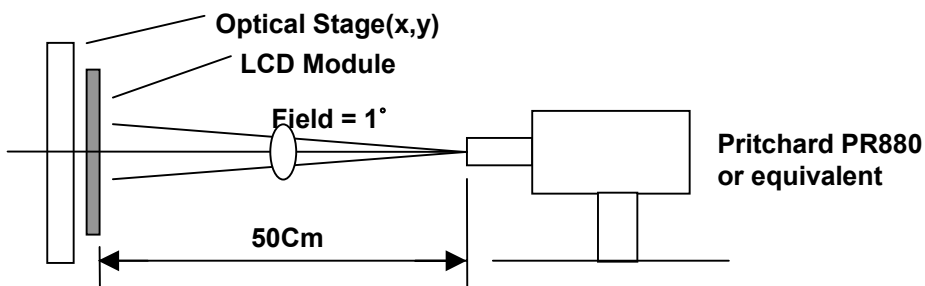 Optical Stage(x,y)
LCD Module
Field = 1˚
Pritchard PR880
or equivalent
50Cm